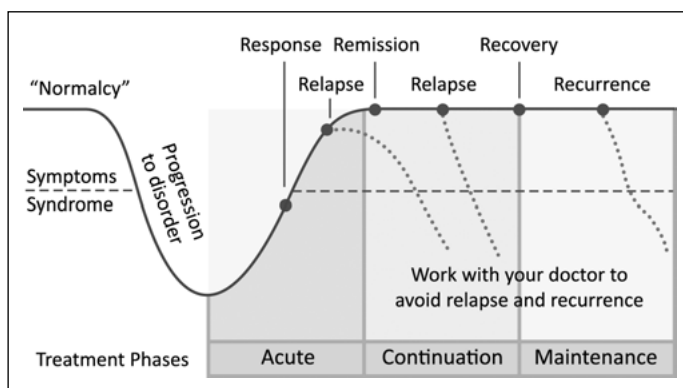 Response
Remission
Recovery
Relapse
Relapse
Recurrence
“Normalcy”
Progression
to disorder
Symptoms
Syndrome
Work with your doctor to
avoid relapse and recurrence
Treatment Phases
Acute
Continuation
Maintenance